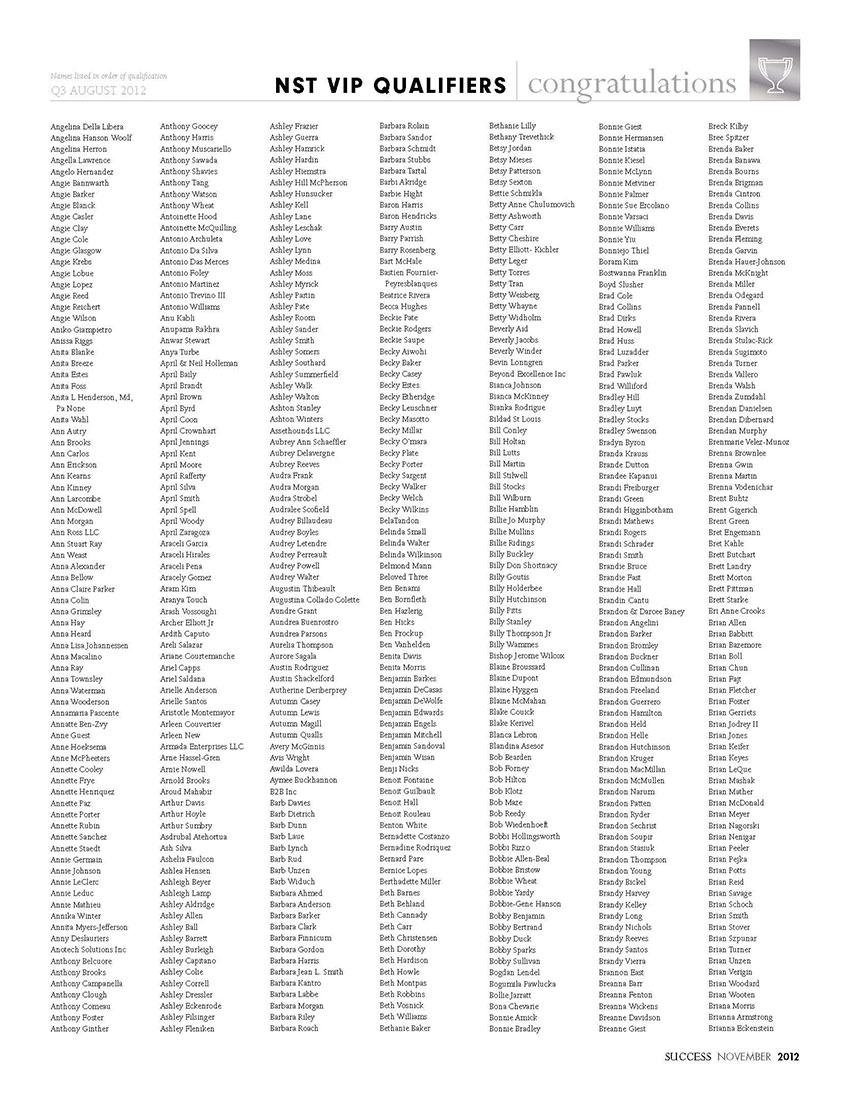 Names listed in order of qualification
Q3 AUGUST 2012
NST VIP QUALIFIERS
congratulations
Angelina Della Libera
Angelina Hanson Woolf
Angelina Herron
Angella Lawrence
Angelo Hernandez
Angie Bannwarth
Angie Barker
Angie Blanck
Angie Casler
Angie Clay
Angie Cole
Angie Glasgow
Angie Krebs
Angie Lobue
Angie Lopez
Angie Reed
Angie Reichert
Angie Wilson
Aniko Giampietro
Anissa Riggs
Anita Blanke
Anita Breeze
Anita Estes
Anita Foss
Anita L Henderson, Md,
Pa None
Anita Wahl
Ann Autry
Ann Brooks
Ann Carlos
Ann Erickson
Ann Kearns
Ann Kinney
Ann Larcombe
Ann McDowell
Ann Morgan
Ann Ross LLC
Ann Stuart Ray
Ann Weast
Anna Alexander
Anna Bellow
Anna Claire Parker
Anna Colin
Anna Grimsley
Anna Hay
Anna Heard
Anna Lisa Johannessen
Anna Macalino
Anna Ray
Anna Townsley
Anna Waterman
Anna Wooderson
Annamaria Pascente
Annatte Ben-Zvy
Anne Guest
Anne Hoeksema
Anne McPheeters
Annette Cooley
Annette Frye
Annette Henriquez
Annette Paz
Annette Porter
Annette Rubin
Annette Sanchez
Annette Staedt
Annie Germain
Annie Johnson
Annie LeClerc
Annie Leduc
Annie Mathieu
Annika Winter
Annita Myers-Jefferson
Anny Deslauriers
Anotech Solutions Inc
Anthony Belcuore
Anthony Brooks
Anthony Campanella
Anthony Clough
Anthony Comeau
Anthony Foster
Anthony Ginther
Anthony Goocey
Anthony Harris
Anthony Muscariello
Anthony Sawada
Anthony Shavies
Anthony Tang
Anthony Watson
Anthony Wheat
Antoinette Hood
Antoinette McQuilling
Antonio Archuleta
Antonio Da Silva
Antonio Das Merces
Antonio Foley
Antonio Martinez
Antonio Trevino III
Antonio Williams
Anu Kabli
Anupama Rakhra
Anwar Stewart
Anya Turbe
April & Neil Holleman
April Baily
April Brandt
April Brown
April Byrd
April Coon
April Crownhart
April Jennings
April Kent
April Moore
April Rafferty
April Silva
April Smith
April Spell
April Woody
April Zaragoza
Araceli Garcia
Araceli Hirales
Araceli Pena
Aracely Gomez
Aram Kim
Aranya Touch
Arash Vossoughi
Archer Elliott Jr
Ardith Caputo
Areli Salazar
Ariane Courtemanche
Ariel Capps
Ariel Saldana
Arielle Anderson
Arielle Santos
Aristotle Montemayor
Arleen Couvertier
Arleen New
Armada Enterprises LLC
Arne Hassel-Gren
Arnie Nowell
Arnold Brooks
Aroud Mahabir
Arthur Davis
Arthur Hoyle
Arthur Sumbry
Asdrubal Atehortua
Ash Silva
Ashelia Faulcon
Ashlea Hensen
Ashleigh Beyer
Ashleigh Lamp
Ashley Aldridge
Ashley Allen
Ashley Ball
Ashley Barrett
Ashley Burleigh
Ashley Capitano
Ashley Colie
Ashley Correll
Ashley Dressler
Ashley Eckenrode
Ashley Filsinger
Ashley Fleniken
Ashley Frazier
Ashley Guerra
Ashley Hamrick
Ashley Hardin
Ashley Hiemstra
Ashley Hill McPherson
Ashley Hunsucker
Ashley Kell
Ashley Lane
Ashley Leschak
Ashley Love
Ashley Lynn
Ashley Medina
Ashley Moss
Ashley Myrick
Ashley Partin
Ashley Pate
Ashley Room
Ashley Sander
Ashley Smith
Ashley Somers
Ashley Southard
Ashley Summerfield
Ashley Walk
Ashley Walton
Ashton Stanley
Ashton Winters
Assethounds LLC
Aubrey Ann Schaeffler
Aubrey Delavergne
Aubrey Reeves
Audra Frank
Audra Morgan
Audra Strobel
Audralee Scofield
Audrey Billaudeau
Audrey Boyles
Audrey Letendre
Audrey Perreault
Audrey Powell
Audrey Walter
Augustin Thibeault
Augustina Collado Colette
Aundre Grant
Aundrea Buenrostro
Aundrea Parsons
Aurelia Thompson
Aurore Sagala
Austin Rodriguez
Austin Shackelford
Autherine Deriberprey
Autumn Casey
Autumn Lewis
Autumn Magill
Autumn Qualls
Avery McGinnis
Avis Wright
Awilda Lovera
Aymee Buckhannon
B2B Inc
Barb Davies
Barb Dietrich
Barb Dunn
Barb Laue
Barb Lynch
Barb Rud
Barb Unzen
Barb Widuch
Barbara Ahmed
Barbara Anderson
Barbara Barker
Barbara Clark
Barbara Finnicum
Barbara Gordon
Barbara Harris
Barbara Jean L. Smith
Barbara Kantro
Barbara Labbe
Barbara Morgan
Barbara Riley
Barbara Roach
Barbara Rolain
Barbara Sandor
Barbara Schmidt
Barbara Stubbs
Barbara Tartal
Barbi Akridge
Barbie Hight
Baron Harris
Baron Hendricks
Barry Austin
Barry Parrish
Barry Rosenberg
Bart McHale
Bastien Fournier-
Peyresblanques
Beatrice Rivera
Becca Hughes
Beckie Pate
Beckie Rodgers
Beckie Saupe
Becky Aiwohi
Becky Baker
Becky Casey
Becky Estes
Becky Etheridge
Becky Leuschner
Becky Masotto
Becky Millar
Becky O'mara
Becky Plate
Becky Porter
Becky Sargent
Becky Walker
Becky Welch
Becky Wilkins
BelaTandon
Belinda Small
Belinda Walter
Belinda Wilkinson
Belmond Mann
Beloved Three
Ben Benami
Ben Bornfleth
Ben Hazlerig
Ben Hicks
Ben Prockup
Ben Vanhelden
Benita Davis
Benita Morris
Benjamin Barkes
Benjamin DeCasas
Benjamin DeWolfe
Benjamin Edwards
Benjamin Engels
Benjamin Mitchell
Benjamin Sandoval
Benjamin Wisan
Benji Nicks
Benoit Fontaine
Benoit Guilbault
Benoit Hall
Benoit Rouleau
Benton White
Bernadette Costanzo
Bernadine Rodriquez
Bernard Pare
Bernice Lopes
Berthadette Miller
Beth Barnes
Beth Behland
Beth Cannady
Beth Carr
Beth Christensen
Beth Dorothy
Beth Hardison
Beth Howle
Beth Montpas
Beth Robbins
Beth Vosnick
Beth Williams
Bethanie Baker
Bethanie Lilly
Bethany Trevethick
Betsy Jordan
Betsy Mieses
Betsy Patterson
Betsy Sexton
Bettie Schmikla
Betty Anne Chulumovich
Betty Ashworth
Betty Carr
Betty Cheshire
Betty Elliott- Kichler
Betty Leger
Betty Torres
Betty Tran
Betty Weisberg
Betty Whayne
Betty Widholm
Beverly Aid
Beverly Jacobs
Beverly Winder
Bevin Lonngren
Beyond Excellence Inc
Bianca Johnson
Bianca McKinney
Bianka Rodrigue
Bildad St Louis
Bill Conley
Bill Holtan
Bill Lutts
Bill Martin
Bill Stilwell
Bill Stocks
Bill Wilburn
Billie Hamblin
Billie Jo Murphy
Billie Mullins
Billie Ridings
Billy Buckley
Billy Don Shortnacy
Billy Goutis
Billy Holderbee
Billy Hutchinson
Billy Pitts
Billy Stanley
Billy Thompson Jr
Billy Wammes
Bishop Jerome Wilcox
Blaine Broussard
Blaine Dupont
Blaine Hyggen
Blaine McMahan
Blake Couick
Blake Kerivel
Blanca Lebron
Blandina Asesor
Bob Bearden
Bob Forney
Bob Hilton
Bob Klotz
Bob Maze
Bob Reedy
Bob Wiedenhoeft
Bobbi Hollingsworth
Bobbi Rizzo
Bobbie Allen-Beal
Bobbie Bristow
Bobbie Wheat
Bobbie Yardy
Bobbie-Gene Hanson
Bobby Benjamin
Bobby Bertrand
Bobby Duck
Bobby Sparks
Bobby Sullivan
Bogdan Lendel
Bogumila Pawlucka
Bollie Jarratt
Bona Chevarie
Bonnie Amick
Bonnie Bradley
Bonnie Giest
Bonnie Hermansen
Bonnie Istatia
Bonnie Kiesel
Bonnie McLynn
Bonnie Metviner
Bonnie Palmer
Bonnie Sue Ercolano
Bonnie Varsaci
Bonnie Williams
Bonnie Yiu
Bonniejo Thiel
Boram Kim
Bostwanna Franklin
Boyd Slusher
Brad Cole
Brad Collins
Brad Dirks
Brad Howell
Brad Huss
Brad Luzadder
Brad Parker
Brad Pawluk
Brad Williford
Bradley Hill
Bradley Luyt
Bradley Stocks
Bradley Swenson
Bradyn Byron
Branda Krauss
Brande Dutton
Brandee Kapanui
Brandi Freiburger
Brandi Green
Brandi Higginbotham
Brandi Mathews
Brandi Rogers
Brandi Schrader
Brandi Smith
Brandie Bruce
Brandie Fast
Brandie Hall
Brandin Cantu
Brandon & Darcee Baney
Brandon Angelini
Brandon Barker
Brandon Bromley
Brandon Buckner
Brandon Cullinan
Brandon Edmundson
Brandon Freeland
Brandon Guerrero
Brandon Hamilton
Brandon Held
Brandon Helle
Brandon Hutchinson
Brandon Kruger
Brandon MacMillan
Brandon McMullen
Brandon Narum
Brandon Patten
Brandon Ryder
Brandon Sechrist
Brandon Soupir
Brandon Stasiuk
Brandon Thompson
Brandon Young
Brandy Bickel
Brandy Harvey
Brandy Kelley
Brandy Long
Brandy Nichols
Brandy Reeves
Brandy Santos
Brandy Vierra
Brannon East
Breanna Barr
Breanna Fenton
Breanna Wickens
Breanne Davidson
Breanne Giest
Breck Kilby
Bree Spitzer
Brenda Baker
Brenda Banawa
Brenda Bourns
Brenda Brigman
Brenda Cintron
Brenda Collins
Brenda Davis
Brenda Everets
Brenda Fleming
Brenda Garvin
Brenda Hauer-Johnson
Brenda McKnight
Brenda Miller
Brenda Odegard
Brenda Pannell
Brenda Rivera
Brenda Slavich
Brenda Stulac-Rick
Brenda Sugimoto
Brenda Turner
Brenda Vallero
Brenda Walsh
Brenda Zumdahl
Brendan Danielsen
Brendan Dibernard
Brendan Murphy
Brenmarie Velez-Munoz
Brenna Brownlee
Brenna Gwin
Brenna Martin
Brenna Vodenichar
Brent Buhtz
Brent Gigerich
Brent Green
Bret Engemann
Bret Kahle
Brett Butchart
Brett Landry
Brett Morton
Brett Pittman
Brett Starke
Bri Anne Crooks
Brian Allen
Brian Babbitt
Brian Bazemore
Brian Boll
Brian Chun
Brian Fajt
Brian Fletcher
Brian Foster
Brian Gerriets
Brian Jodrey II
Brian Jones
Brian Keifer
Brian Keyes
Brian LeQue
Brian Mashak
Brian Mather
Brian McDonald
Brian Meyer
Brian Nagorski
Brian Nenigar
Brian Peeler
Brian Pejka
Brian Potts
Brian Reid
Brian Savage
Brian Schoch
Brian Smith
Brian Stover
Brian Szpunar
Brian Turner
Brian Unzen
Brian Verigin
Brian Woodard
Brian Wooten
Briana Morris
Brianna Armstrong
Brianna Eckenstein
SUCCESS NOVEMBER 2012